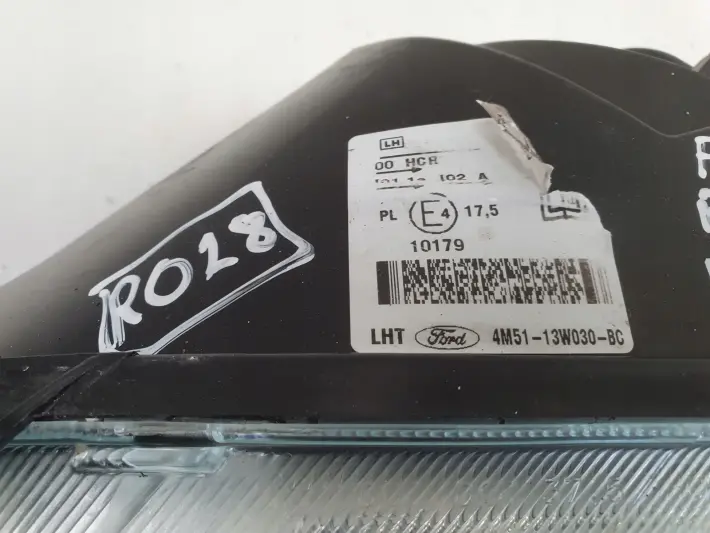 LH
00 HCR
102 A
PL E4 17,5
10179
LHT Ford 4M51-13W030-BC
R028